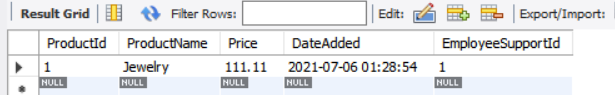 Result Grid Filter Rows: Edit: Export/Import:
ProductId ProductName Price DateAdded EmployeeSupportId
1 Jewelry 111.11 2021-07-06 01:28:54 1
NULL NULL NULL NULL NULL